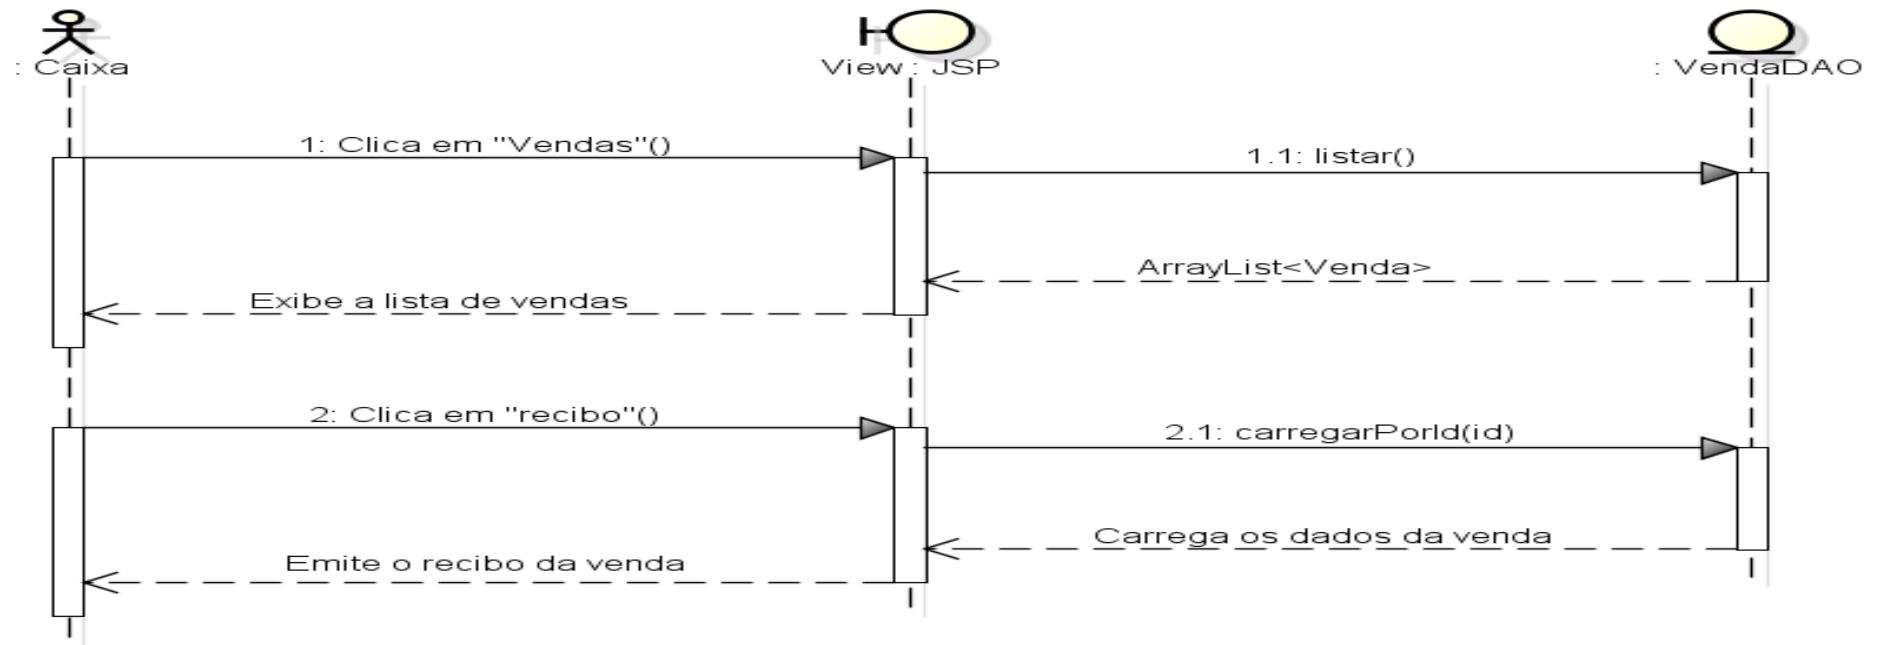 : Caixa
View : JSP
: VendaDAO
1: Clica em "Vendas"()
1.1: listar()
ArrayList<Venda>
Exibe a lista de vendas
2: Clica em "recibo"()
2.1: carregarPorId(id)
Carrega os dados da venda
Emite o recibo da venda